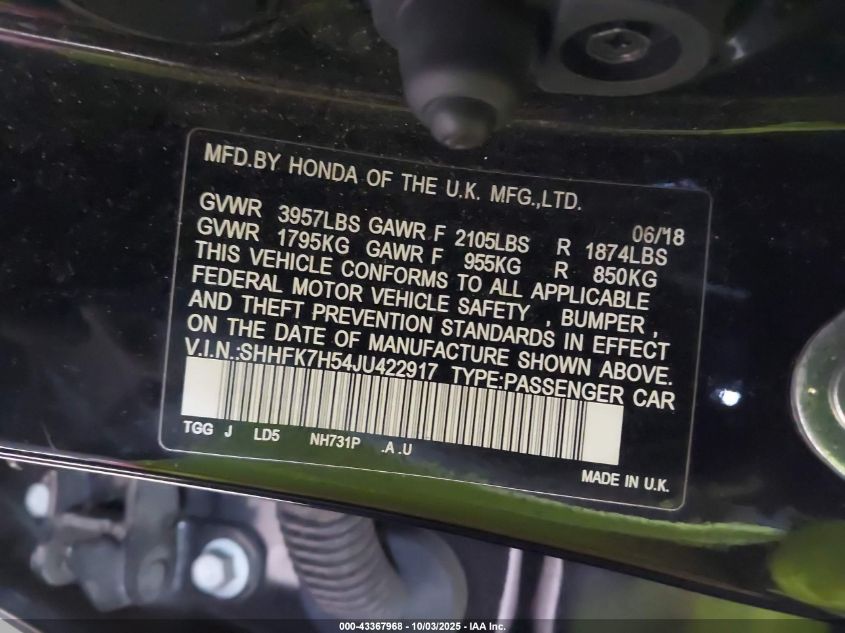 MFD.BY HONDA OF THE U.K. MFG.,LTD.
06/18
GVWR 3957LBS GAWR F 2105LBS R 1874LBS
GVWR 1795KG GAWR F 955KG R 850KG
THIS VEHICLE CONFORMS TO ALL APPLICABLE
FEDERAL MOTOR VEHICLE SAFETY , BUMPER ,
AND THEFT PREVENTION STANDARDS IN EFFECT
ON THE DATE OF MANUFACTURE SHOWN ABOVE.
V.I.N.:SHHFK7H54JU422917 TYPE:PASSENGER CAR
TGG J LD5 NH731P .A .U
MADE IN U.K.
000-43367968 - 10/03/2025 - IAA Inc.